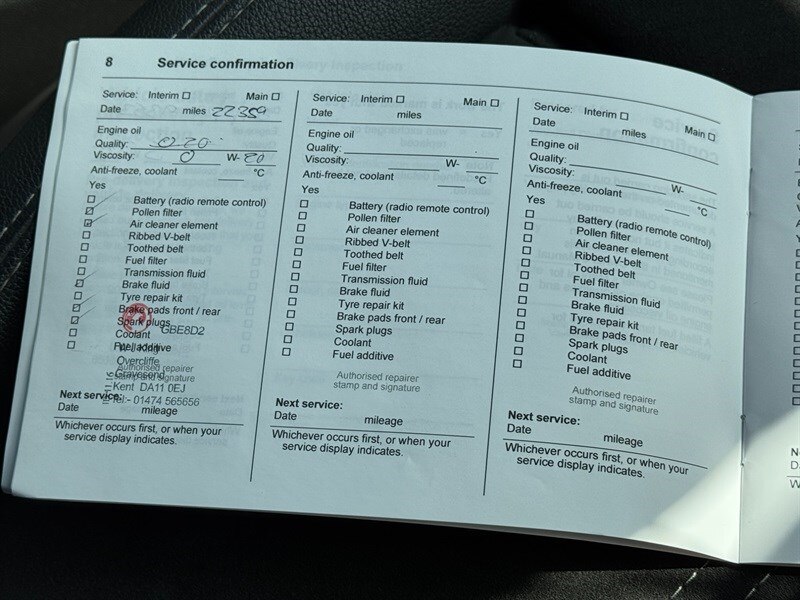 8 Service confirmation
Service: Interim ☐ Main ☐
Date miles 22359
Engine oil
Quality: 0 20
Viscosity: 0 W- 20
Anti-freeze, coolant °C
Yes
Battery (radio remote control)
Pollen filter
Air cleaner element
Ribbed V-belt
Toothed belt
Fuel filter
Transmission fluid
Brake fluid
Tyre repair kit
Brake pads front / rear
Spark plugs
GBE8D2
Coolant
Fuel additive
Overcliffe
Authorised repairer
stamp and signature
Gravesend
Kent DA11 0EJ
Tel:- 01474 565656
Next service:
Date mileage
Whichever occurs first, or when your
service display indicates.
Service: Interim ☐ Main ☐
Date miles
Engine oil
Quality:
Viscosity: W-
Anti-freeze, coolant °C
Yes
Battery (radio remote control)
Pollen filter
Air cleaner element
Ribbed V-belt
Toothed belt
Fuel filter
Transmission fluid
Brake fluid
Tyre repair kit
Brake pads front / rear
Spark plugs
Coolant
Fuel additive
Authorised repairer
stamp and signature
Next service:
Date mileage
Whichever occurs first, or when your
service display indicates.
Service: Interim ☐ Main ☐
Date miles
Engine oil
Quality:
Viscosity: W-
Anti-freeze, coolant °C
Yes
Battery (radio remote control)
Pollen filter
Air cleaner element
Ribbed V-belt
Toothed belt
Fuel filter
Transmission fluid
Brake fluid
Tyre repair kit
Brake pads front / rear
Spark plugs
Coolant
Fuel additive
Authorised repairer
stamp and signature
Next service:
Date mileage
Whichever occurs first, or when your
service display indicates.